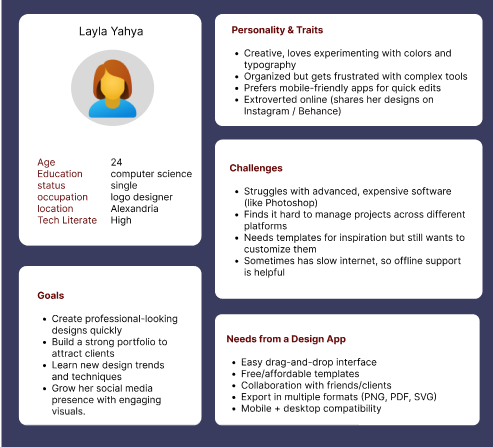 Layla Yahya
Age 24
Education computer science
status single
occupation logo designer
location Alexandria
Tech Literate High
Goals
• Create professional-looking
designs quickly
• Build a strong portfolio to
attract clients
• Learn new design trends
and techniques
• Grow her social media
presence with engaging
visuals.
Personality & Traits
• Creative, loves experimenting with colors and
typography
• Organized but gets frustrated with complex tools
• Prefers mobile-friendly apps for quick edits
• Extroverted online (shares her designs on
Instagram / Behance)
Challenges
• Struggles with advanced, expensive software
(like Photoshop)
• Finds it hard to manage projects across different
platforms
• Needs templates for inspiration but still wants to
customize them
• Sometimes has slow internet, so offline support
is helpful
Needs from a Design App
• Easy drag-and-drop interface
• Free/affordable templates
• Collaboration with friends/clients
• Export in multiple formats (PNG, PDF, SVG)
• Mobile + desktop compatibility